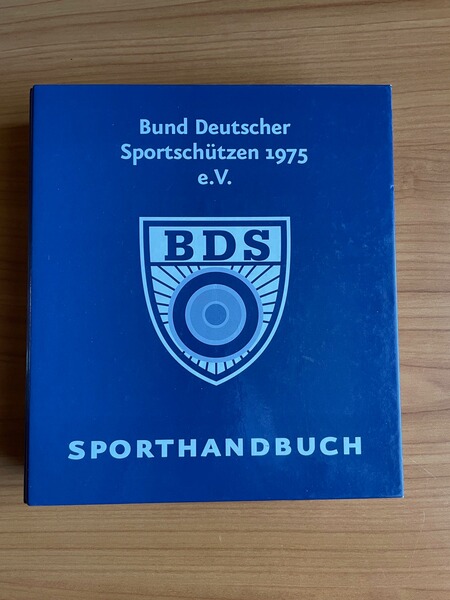 Bund Deutscher
Sportschützen 1975
e.V.
BDS
SPORTHANDBUCH